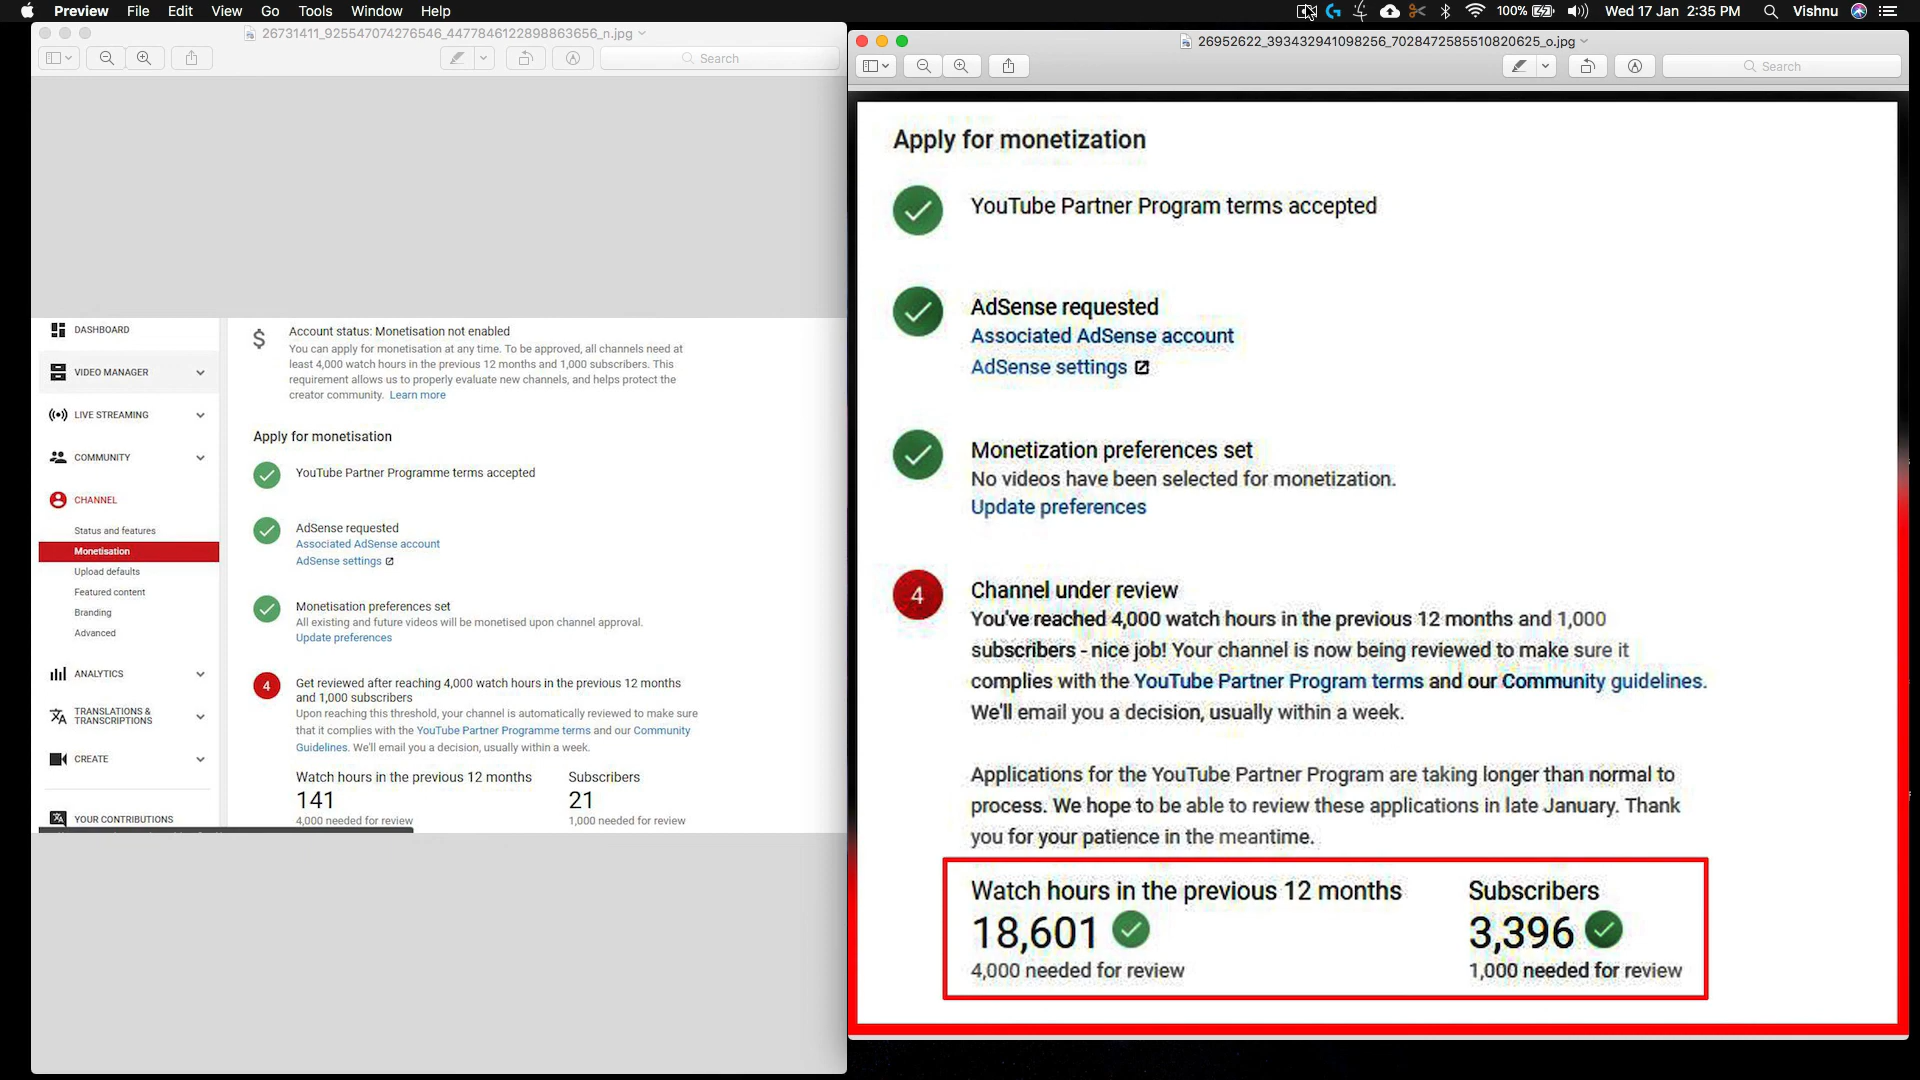 Preview File Edit View Go Tools Window Help
100% Wed 17 Jan 2:35 PM Vishnu
26731411_925547074276546_4477846122898863656_n.jpg
Search
DASHBOARD
VIDEO MANAGER
LIVE STREAMING
COMMUNITY
CHANNEL
Status and features
Monetisation
Upload defaults
Featured content
Branding
Advanced
ANALYTICS
TRANSLATIONS &
TRANSCRIPTIONS
CREATE
YOUR CONTRIBUTIONS
$
Account status: Monetisation not enabled
You can apply for monetisation at any time. To be approved, all channels need at
least 4,000 watch hours in the previous 12 months and 1,000 subscribers. This
requirement allows us to properly evaluate new channels, and helps protect the
creator community. Learn more
Apply for monetisation
YouTube Partner Programme terms accepted
AdSense requested
Associated AdSense account
AdSense settings
Monetisation preferences set
All existing and future videos will be monetised upon channel approval.
Update preferences
4
Get reviewed after reaching 4,000 watch hours in the previous 12 months
and 1,000 subscribers
Upon reaching this threshold, your channel is automatically reviewed to make sure
that it complies with the YouTube Partner Programme terms and our Community
Guidelines. We'll email you a decision, usually within a week.
Watch hours in the previous 12 months Subscribers
141 21
4,000 needed for review 1,000 needed for review
26952622_393432941098256_7028472585510820625_o.jpg
Search
Apply for monetization
YouTube Partner Program terms accepted
AdSense requested
Associated AdSense account
AdSense settings
Monetization preferences set
No videos have been selected for monetization.
Update preferences
4
Channel under review
You've reached 4,000 watch hours in the previous 12 months and 1,000
subscribers - nice job! Your channel is now being reviewed to make sure it
complies with the YouTube Partner Program terms and our Community guidelines.
We'll email you a decision, usually within a week.
Applications for the YouTube Partner Program are taking longer than normal to
process. We hope to be able to review these applications in late January. Thank
you for your patience in the meantime.
Watch hours in the previous 12 months Subscribers
18,601 3,396
4,000 needed for review 1,000 needed for review